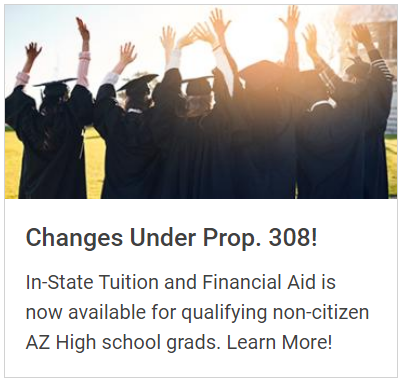 Changes Under Prop. 308!
In-State Tuition and Financial Aid is
now available for qualifying non-citizen
AZ High school grads. Learn More!